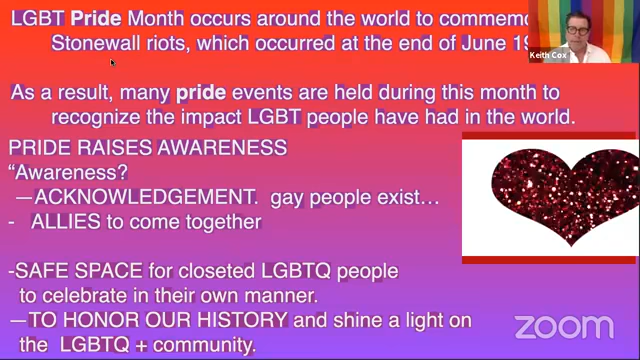 LGBT Pride Month occurs around the world to
Stonewall riots, which occurred at the end of June
Keith Cox
As a result, many pride events are held during this month to
recognize the impact LGBT people have had in the world.
PRIDE RAISES AWARENESS
“Awareness?
—ACKNOWLEDGEMENT. gay people exist…
- ALLIES to come together
-SAFE SPACE for closeted LGBTQ people
to celebrate in their own manner.
—TO HONOR OUR HISTORY and shine a light on
the LGBTQ + community.
zoom